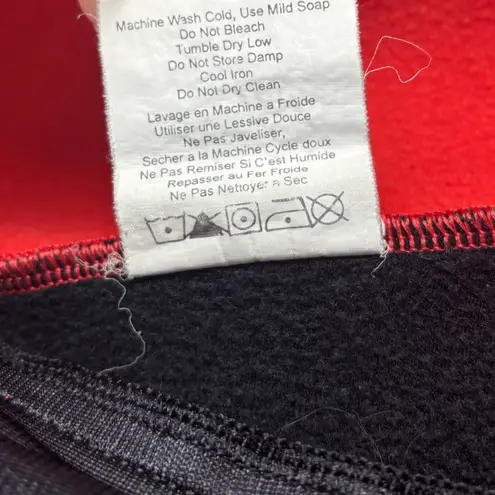 Machine Wash Cold, Use Mild Soap
Do Not Bleach
Tumble Dry Low
Do Not Store Damp
Cool Iron
Do Not Dry Clean
Lavage en Machine a Froide
Utiliser une Lessive Douce
Ne Pas Javeliser,
Secher a la Machine Cycle doux
Ne Pas Remiser Si C'est Humide
Repasser au Fer Froide
Ne Pas Nettoyer a Sec